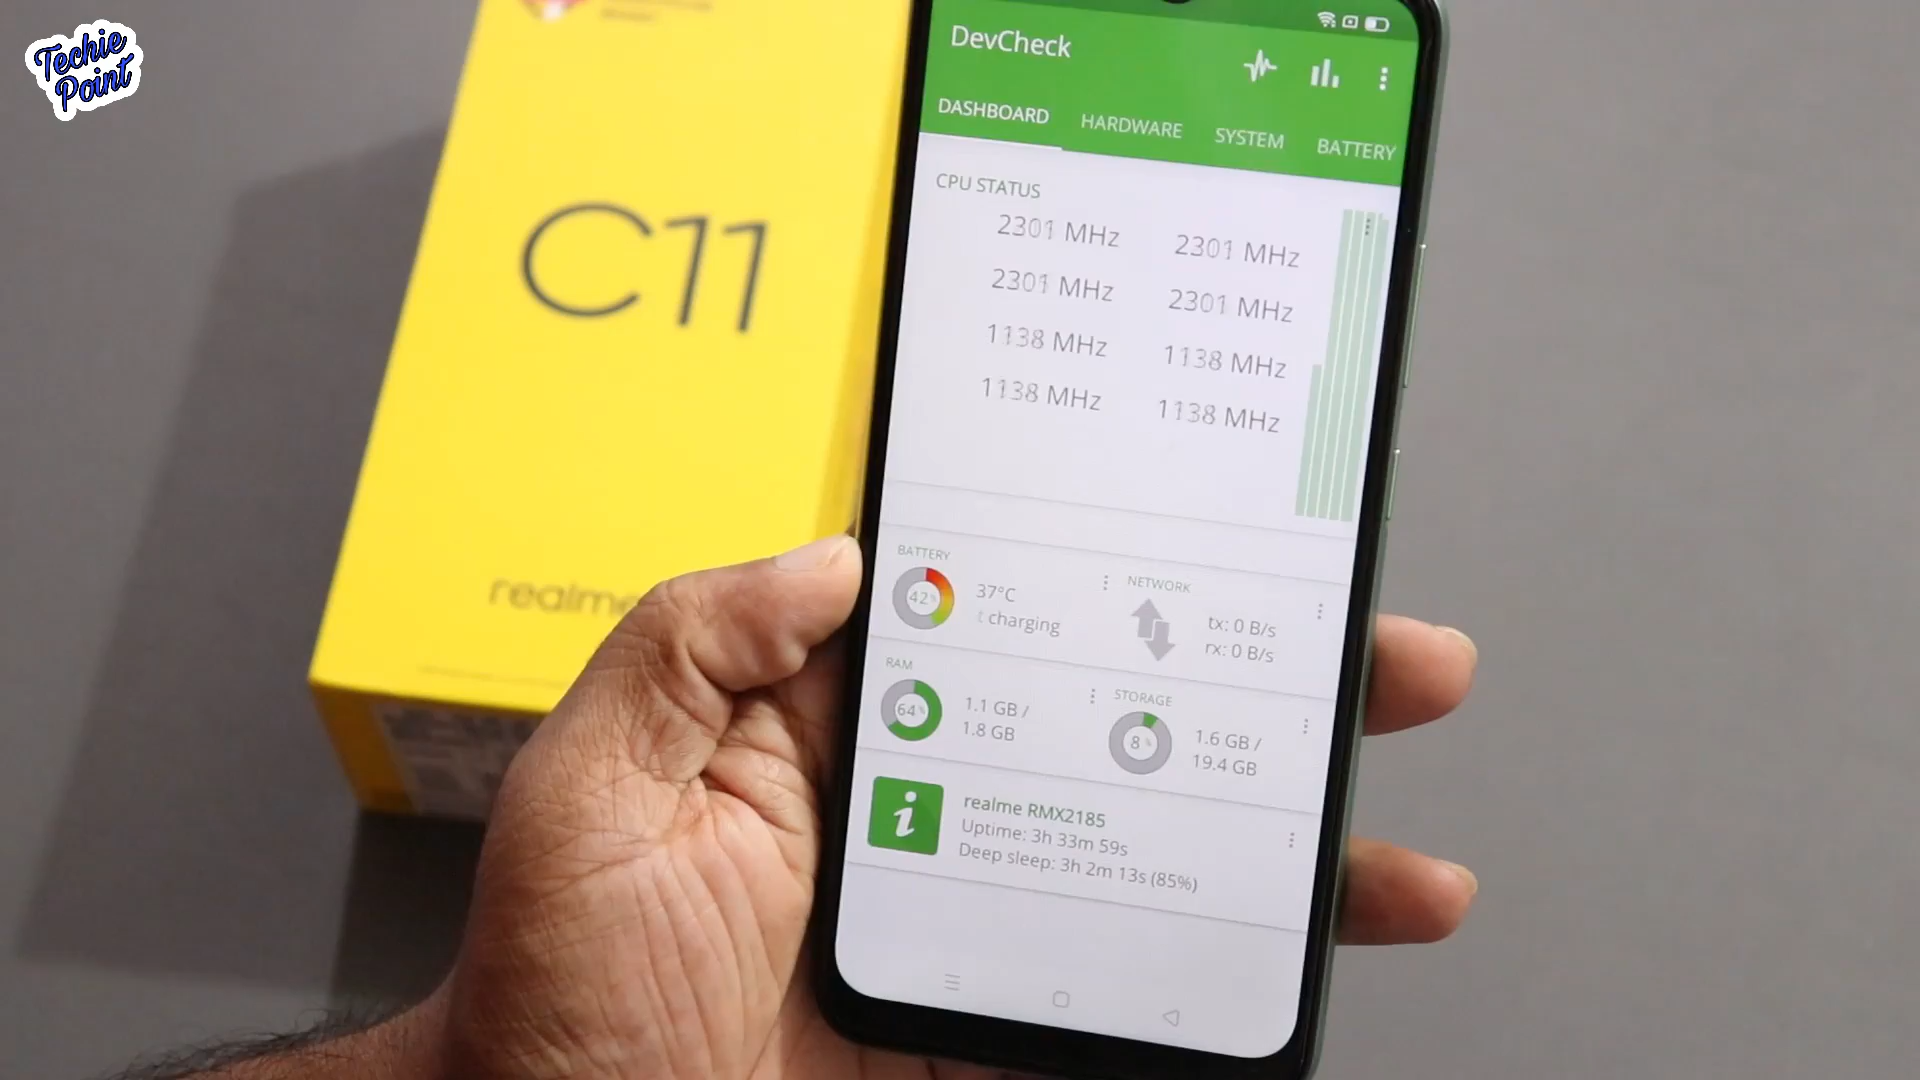 Techie
Point
C11
realme
DevCheck
DASHBOARD HARDWARE SYSTEM BATTERY
CPU STATUS
2301 MHz 2301 MHz
2301 MHz 2301 MHz
1138 MHz 1138 MHz
1138 MHz 1138 MHz
BATTERY
42%
37°C
t charging
NETWORK
tx: 0 B/s
rx: 0 B/s
RAM
64%
1.1 GB /
1.8 GB
STORAGE
8%
1.6 GB /
19.4 GB
i
realme RMX2185
Uptime: 3h 33m 59s
Deep sleep: 3h 2m 13s (85%)